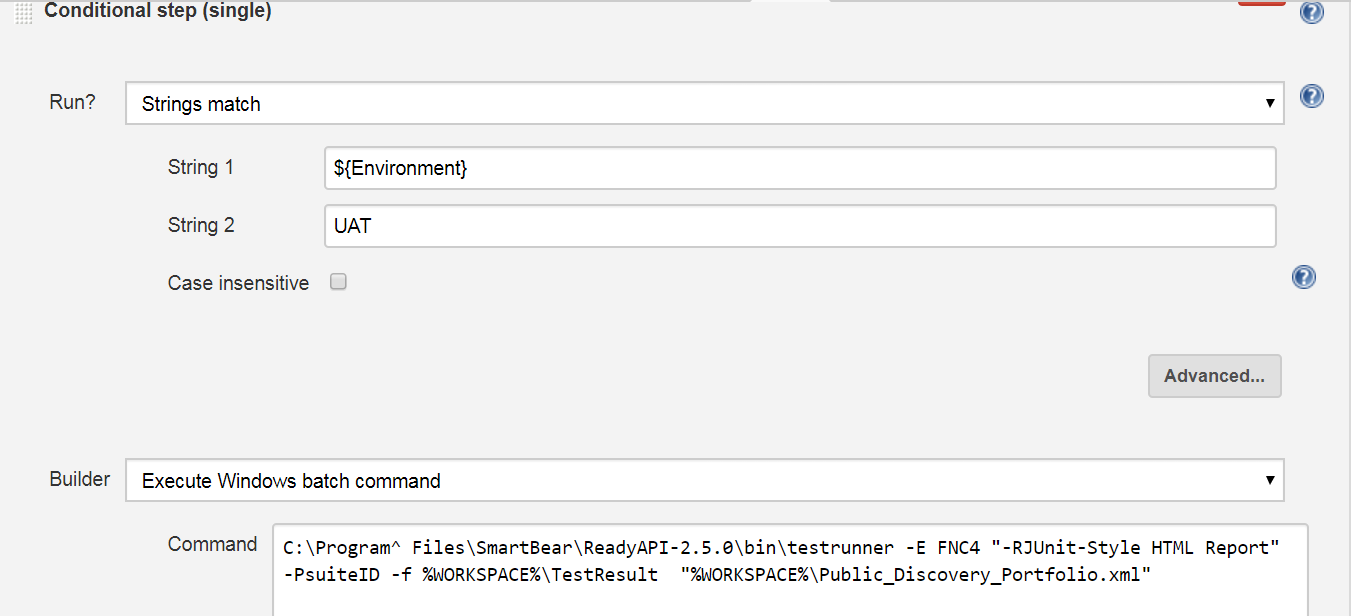 Conditional step (single)
Run?
Strings match
String 1
${Environment}
String 2
UAT
Case insensitive
Advanced...
Builder
Execute Windows batch command
Command
C:\Program^ Files\SmartBear\ReadyAPI-2.5.0\bin\testrunner -E FNC4 "-RJUnit-Style HTML Report"
-PsuiteID -f %WORKSPACE%\TestResult  "%WORKSPACE%\Public_Discovery_Portfolio.xml"